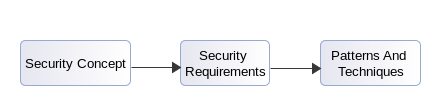 Security Concept
Security
Requirements
Patterns And
Techniques